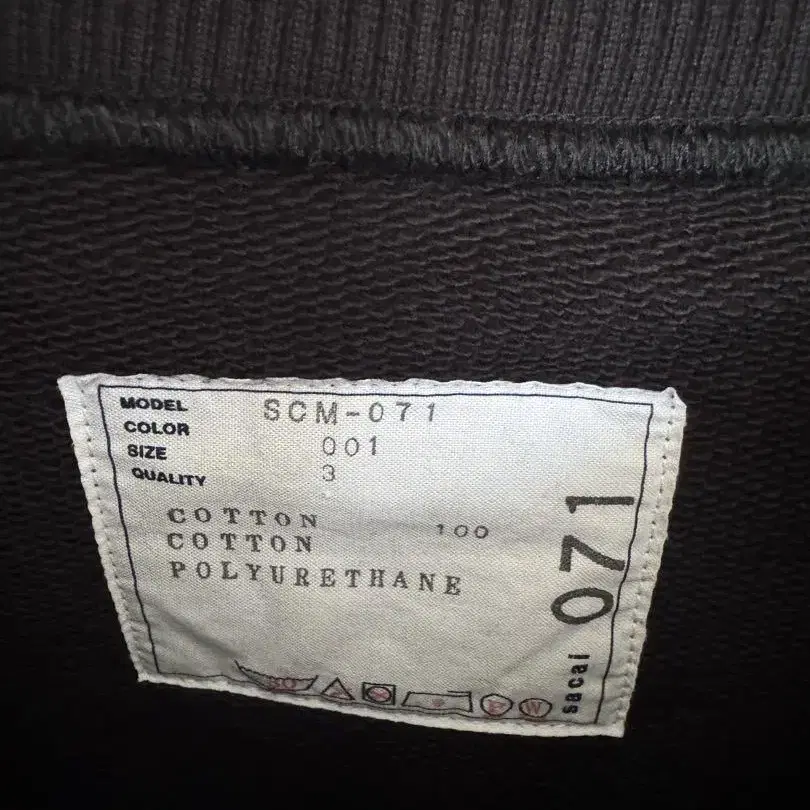 MODEL SCM-071
COLOR 001
SIZE 3
QUALITY
COTTON 100
COTTON
POLYURETHANE
sacai 071
P W